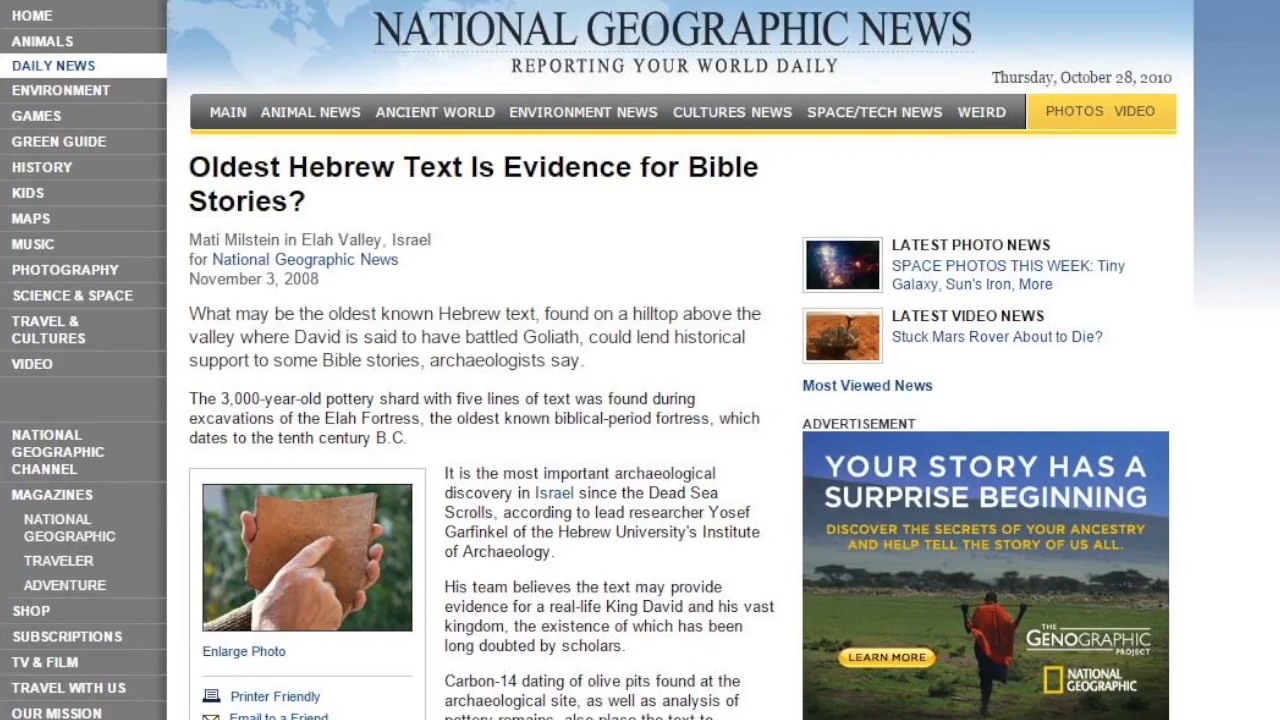 HOME
ANIMALS
DAILY NEWS
ENVIRONMENT
GAMES
GREEN GUIDE
HISTORY
KIDS
MAPS
MUSIC
PHOTOGRAPHY
SCIENCE & SPACE
TRAVEL &
CULTURES
VIDEO
NATIONAL
GEOGRAPHIC
CHANNEL
MAGAZINES
NATIONAL
GEOGRAPHIC
TRAVELER
ADVENTURE
SHOP
SUBSCRIPTIONS
TV & FILM
TRAVEL WITH US
OUR MISSION
NATIONAL GEOGRAPHIC NEWS
REPORTING YOUR WORLD DAILY
Thursday, October 28, 2010
MAIN ANIMAL NEWS ANCIENT WORLD ENVIRONMENT NEWS CULTURES NEWS SPACE/TECH NEWS WEIRD PHOTOS VIDEO
Oldest Hebrew Text Is Evidence for Bible
Stories?
Mati Milstein in Elah Valley, Israel
for National Geographic News
November 3, 2008
What may be the oldest known Hebrew text, found on a hilltop above the
valley where David is said to have battled Goliath, could lend historical
support to some Bible stories, archaeologists say.
The 3,000-year-old pottery shard with five lines of text was found during
excavations of the Elah Fortress, the oldest known biblical-period fortress, which
dates to the tenth century B.C.
It is the most important archaeological
discovery in Israel since the Dead Sea
Scrolls, according to lead researcher Yosef
Garfinkel of the Hebrew University's Institute
of Archaeology.
His team believes the text may provide
evidence for a real-life King David and his vast
kingdom, the existence of which has been
long doubted by scholars.
Carbon-14 dating of olive pits found at the
archaeological site, as well as analysis of
pottery remains, also place the text to
Enlarge Photo
Printer Friendly
Email to a Friend
LATEST PHOTO NEWS
SPACE PHOTOS THIS WEEK: Tiny
Galaxy, Sun's Iron, More
LATEST VIDEO NEWS
Stuck Mars Rover About to Die?
Most Viewed News
ADVERTISEMENT
YOUR STORY HAS A
SURPRISE BEGINNING
DISCOVER THE SECRETS OF YOUR ANCESTRY
AND HELP TELL THE STORY OF US ALL.
LEARN MORE
THE
GENOGRAPHIC
PROJECT
NATIONAL
GEOGRAPHIC